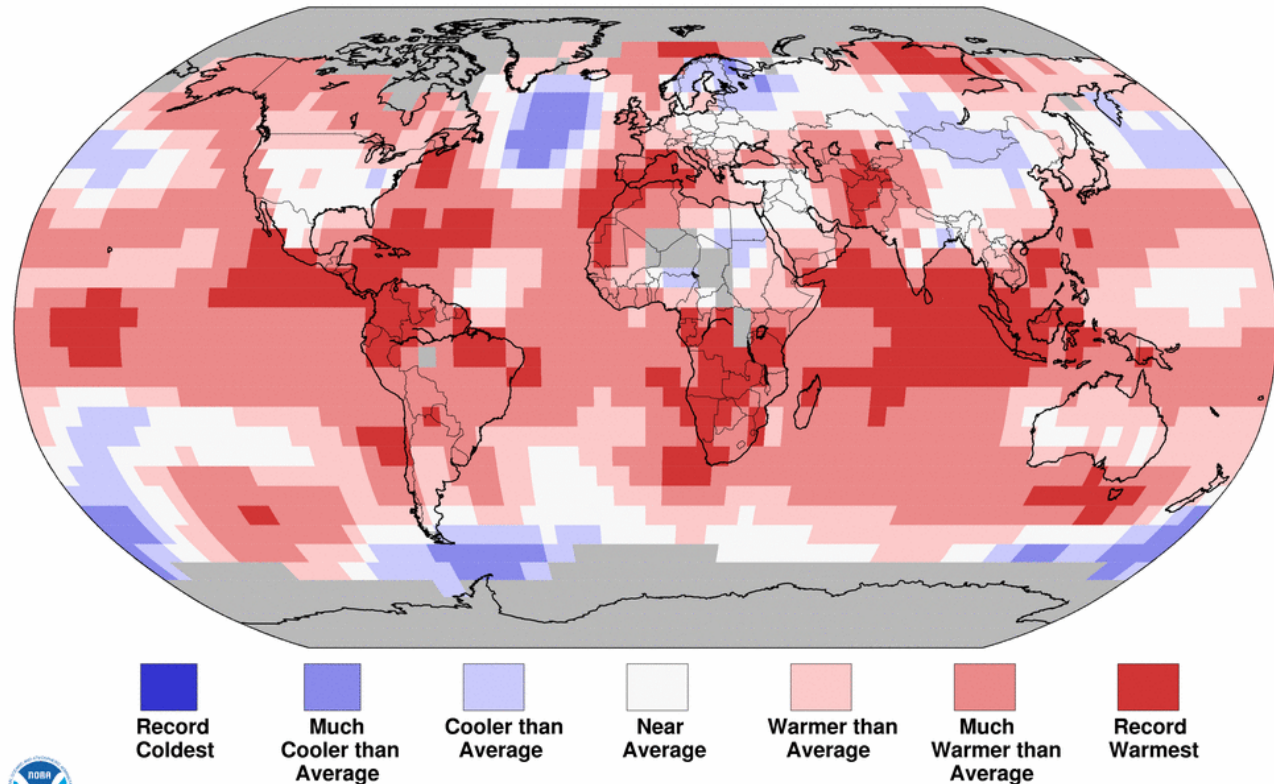 Record
Coldest
Much
Cooler than
Average
Cooler than
Average
Near
Average
Warmer than
Average
Much
Warmer than
Average
Record
Warmest
NOAA